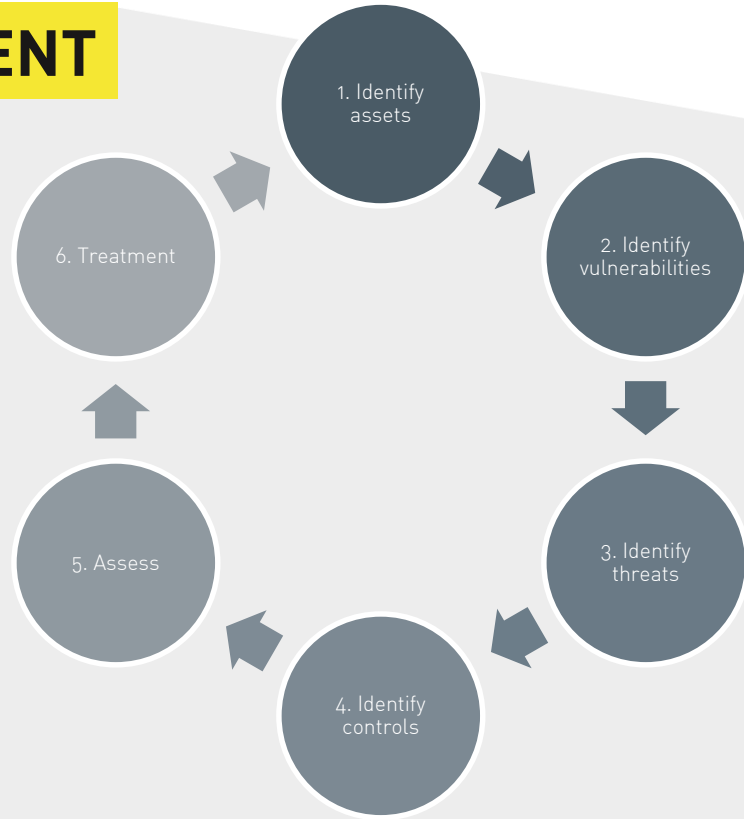 ENT
1. Identify
assets
2. Identify
vulnerabilities
3. Identify
threats
4. Identify
controls
5. Assess
6. Treatment